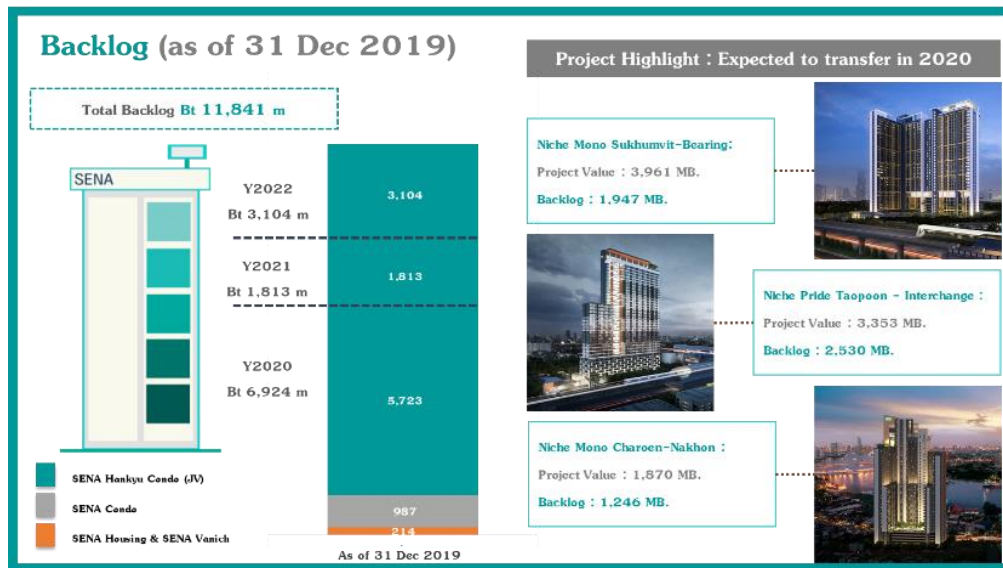 Backlog (as of 31 Dec 2019)
Total Backlog Bt 11,841 m
SENA
Y2022
Bt 3,104 m
Y2021
Bt 1,813 m
Y2020
Bt 6,924 m
3,104
1,813
5,723
987
214
As of 31 Dec 2019
SENA Hankyu Condo (JV)
SENA Condo
SENA Housing & SENA Vanich
Project Highlight : Expected to transfer in 2020
Niche Mono Sukhumvit-Bearing:
Project Value : 3,961 MB.
Backlog : 1,947 MB.
Niche Pride Taopoon - Interchange :
Project Value : 3,353 MB.
Backlog : 2,530 MB.
Niche Mono Charoen-Nakhon :
Project Value : 1,870 MB.
Backlog : 1,246 MB.